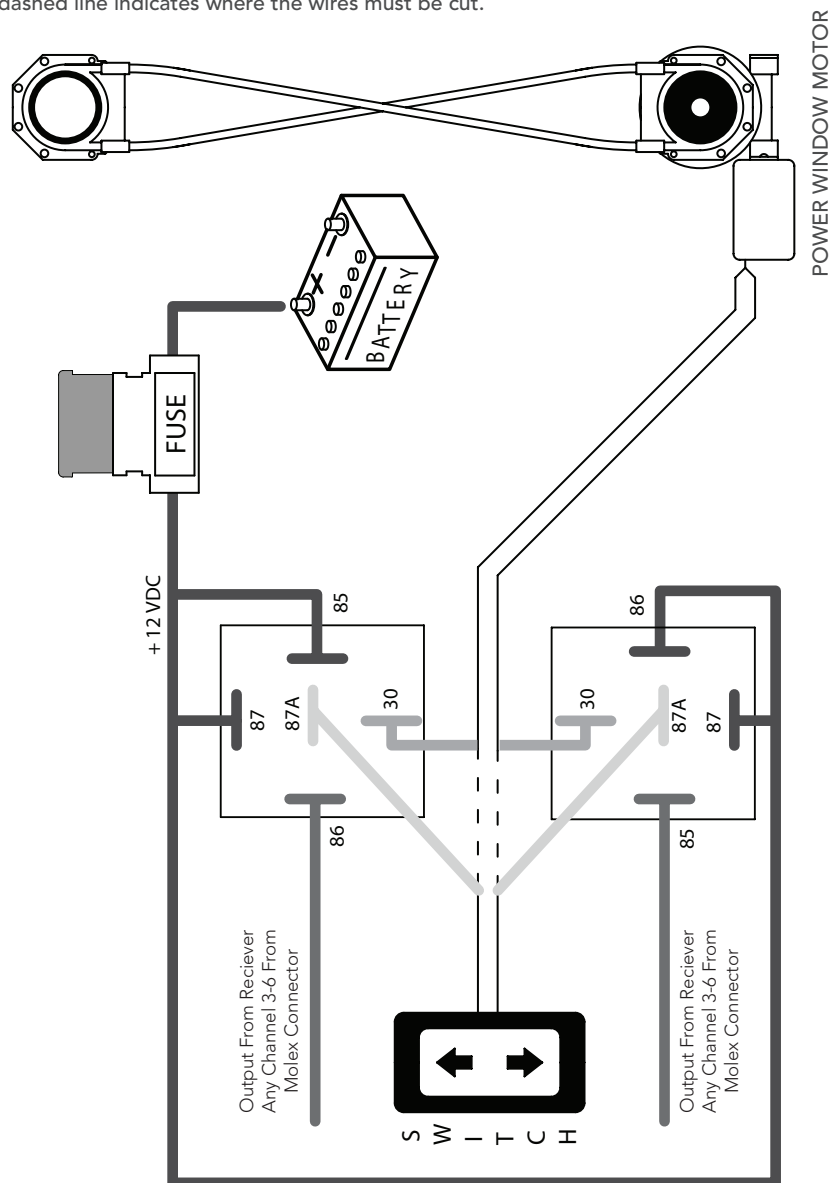 dashed line indicates where the wires must be cut.
POWER WINDOW MOTOR
BATTERY
+ −
FUSE
+12 VDC
85
87
87A
30
86
86
30
87A
87
85
Output From Reciever
Any Channel 3-6 From
Molex Connector
Output From Reciever
Any Channel 3-6 From
Molex Connector
SWITCH